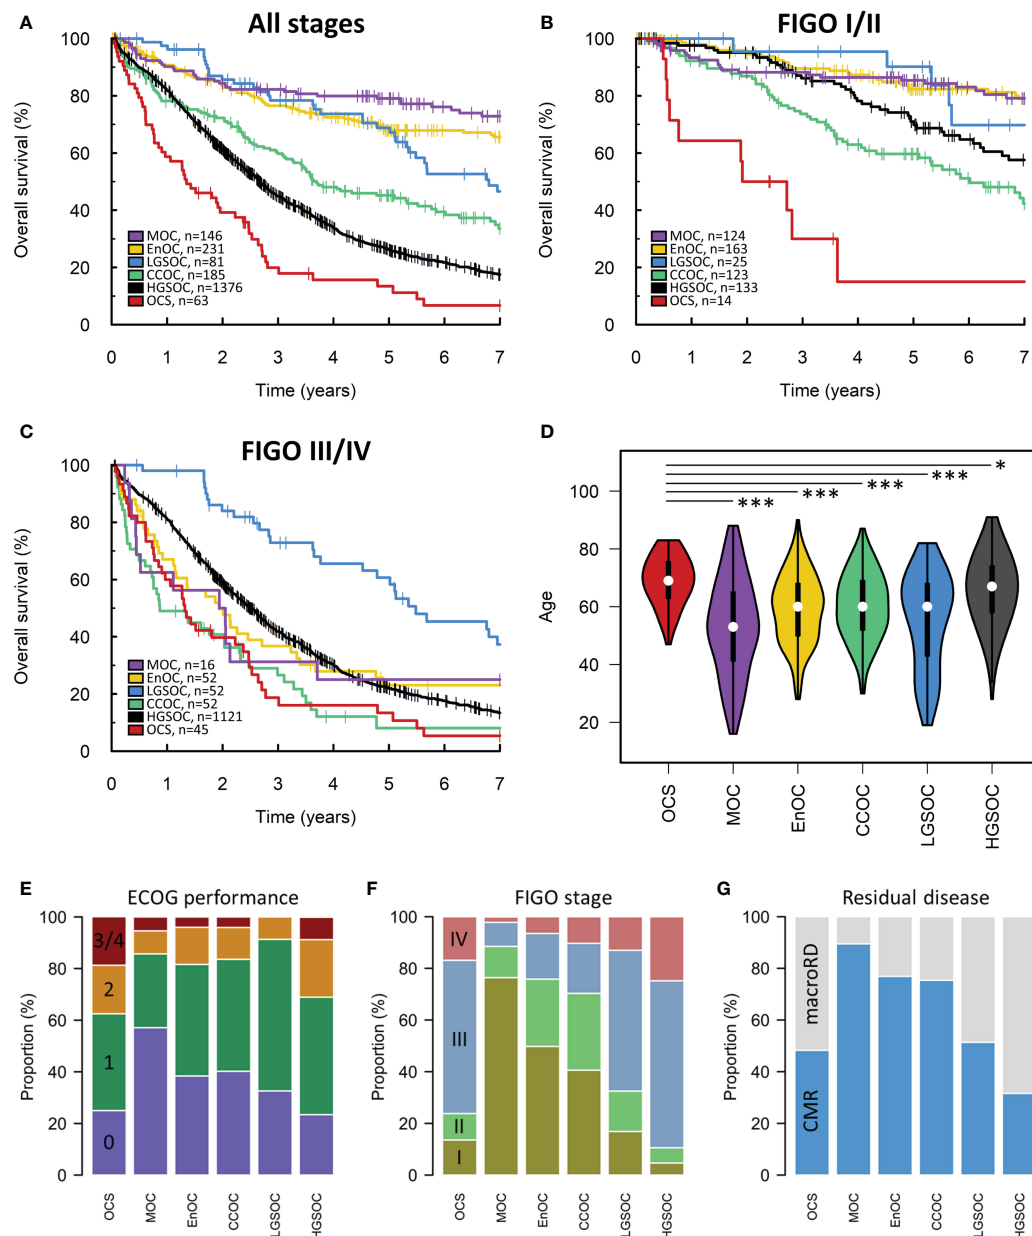 A
All stages
Overall survival (%)
100
80
60
40
20
0
MOC, n=146
EnOC, n=231
LGSOC, n=81
CCOC, n=185
HGSOC, n=1376
OCS, n=63
0 1 2 3 4 5 6 7
Time (years)
B
FIGO I/II
Overall survival (%)
100
80
60
40
20
0
MOC, n=124
EnOC, n=163
LGSOC, n=25
CCOC, n=123
HGSOC, n=133
OCS, n=14
0 1 2 3 4 5 6 7
Time (years)
C
FIGO III/IV
Overall survival (%)
100
80
60
40
20
0
MOC, n=16
EnOC, n=52
LGSOC, n=52
CCOC, n=52
HGSOC, n=1121
OCS, n=45
0 1 2 3 4 5 6 7
Time (years)
D
Age
100
80
60
40
20
*
***
***
***
***
OCS MOC EnOC CCOC LGSOC HGSOC
E
ECOG performance
Proportion (%)
100
80
60
40
20
0
3/4
2
1
0
OCS MOC EnOC CCOC LGSOC HGSOC
F
FIGO stage
Proportion (%)
100
80
60
40
20
0
IV
III
II
I
OCS MOC EnOC CCOC LGSOC HGSOC
G
Residual disease
Proportion (%)
100
80
60
40
20
0
macroRD
CMR
OCS MOC EnOC CCOC LGSOC HGSOC